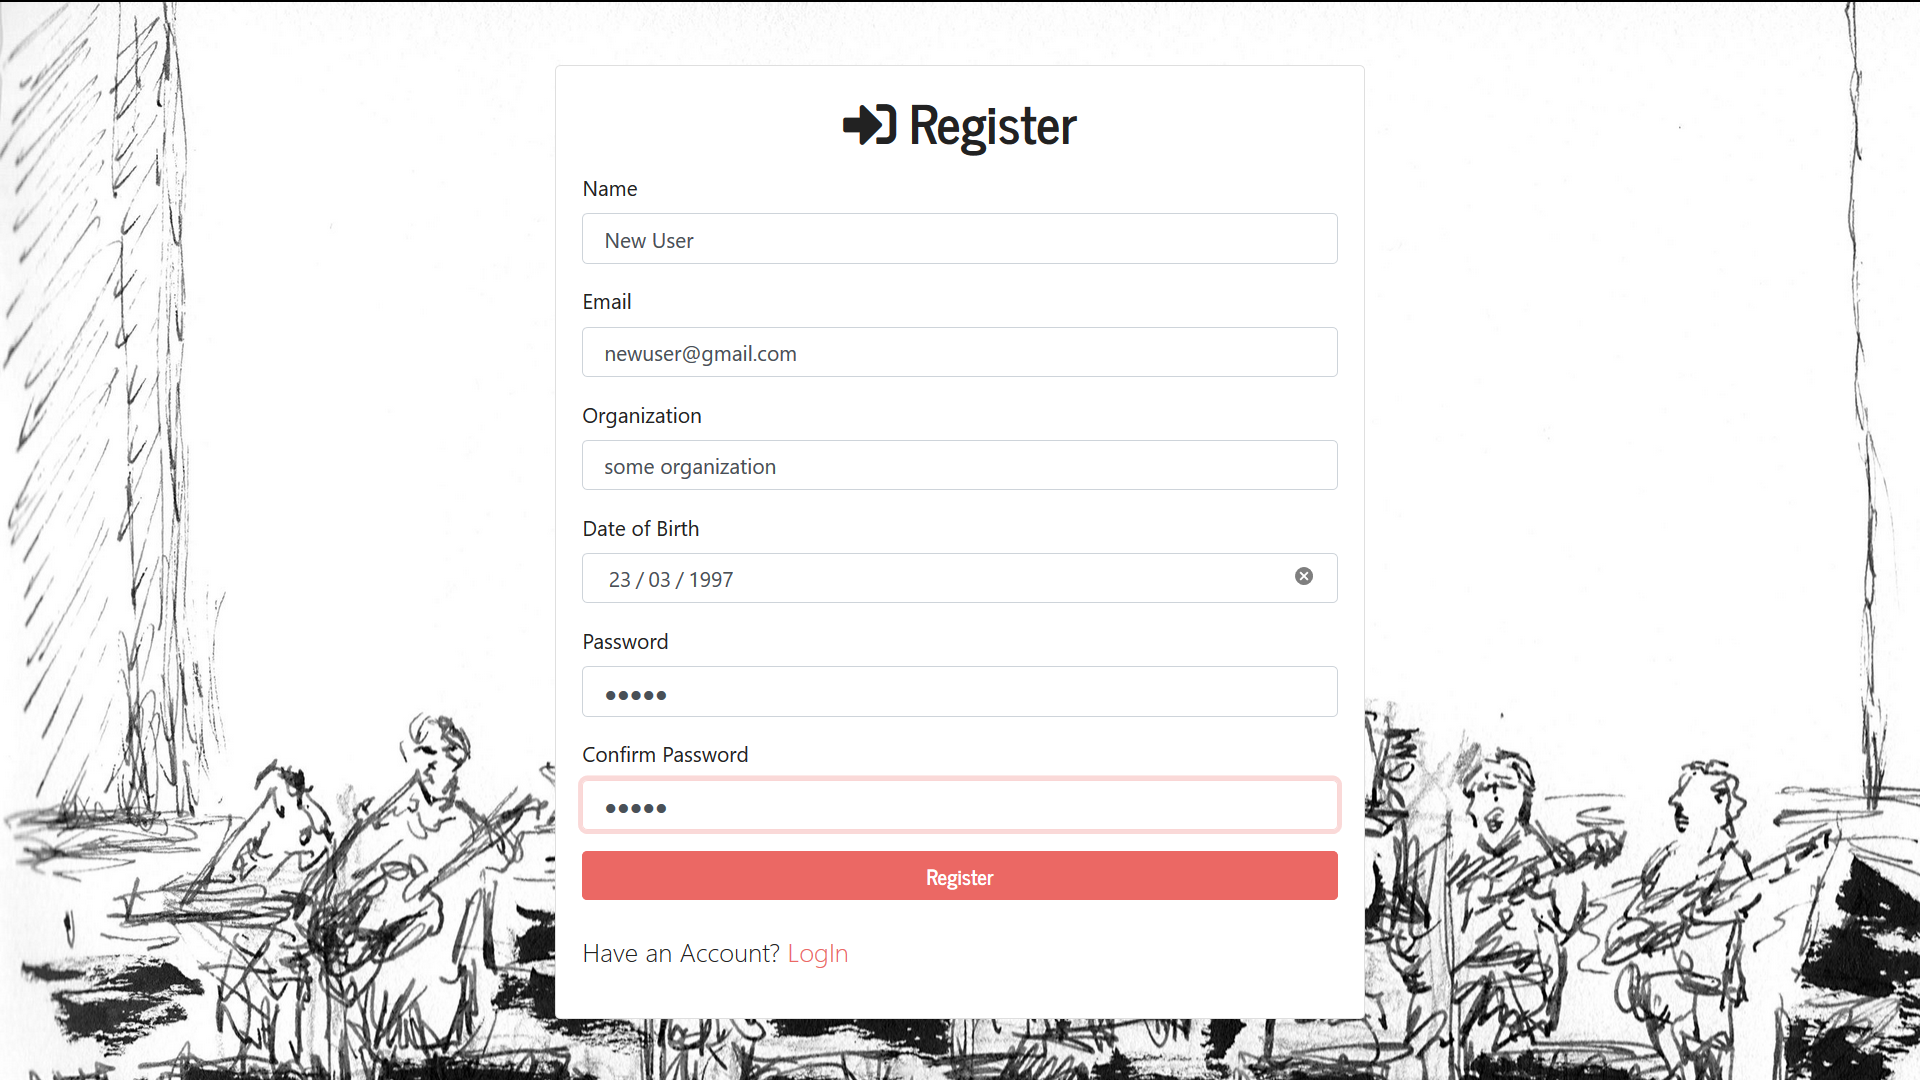 Register
Name
New User
Email
newuser@gmail.com
Organization
some organization
Date of Birth
23 / 03 / 1997
Password
●●●●●
Confirm Password
●●●●●
Register
Have an Account? LogIn